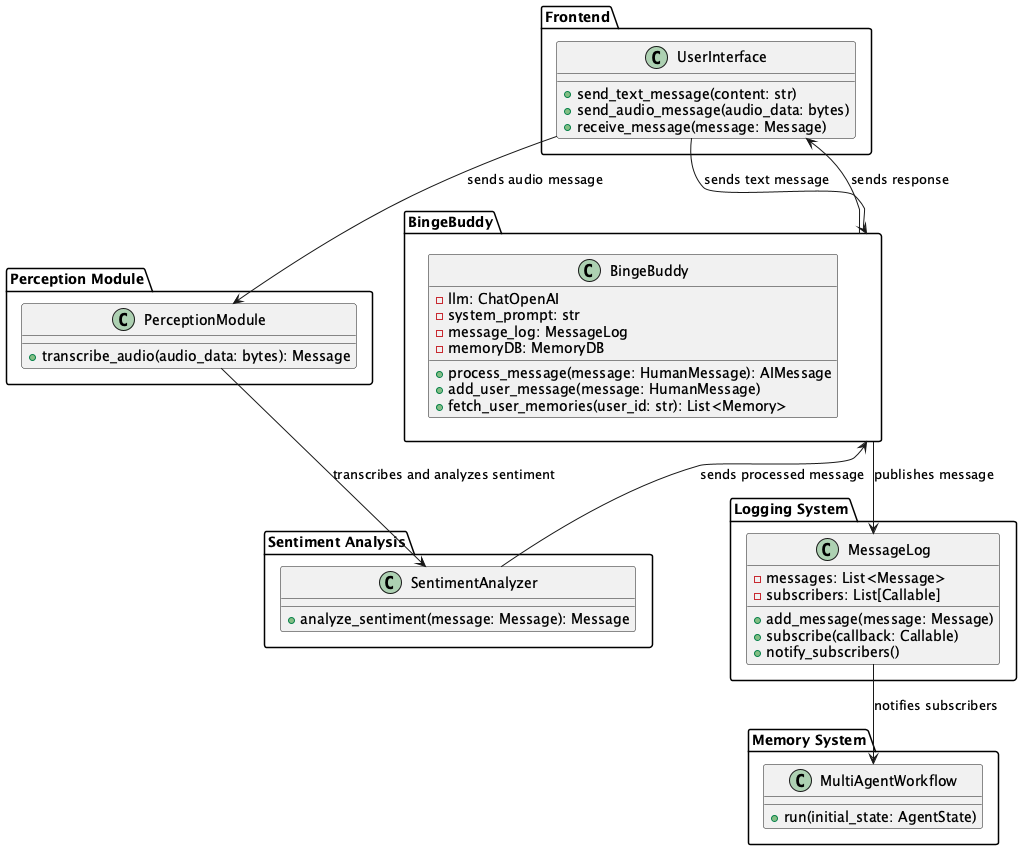 Frontend
C UserInterface
send_text_message(content: str)
send_audio_message(audio_data: bytes)
receive_message(message: Message)
sends audio message
sends text message
sends response
BingeBuddy
C BingeBuddy
llm: ChatOpenAI
system_prompt: str
message_log: MessageLog
memoryDB: MemoryDB
process_message(message: HumanMessage): AIMessage
add_user_message(message: HumanMessage)
fetch_user_memories(user_id: str): List<Memory>
Perception Module
C PerceptionModule
transcribe_audio(audio_data: bytes): Message
transcribes and analyzes sentiment
sends processed message
publishes message
Sentiment Analysis
C SentimentAnalyzer
analyze_sentiment(message: Message): Message
Logging System
C MessageLog
messages: List<Message>
subscribers: List[Callable]
add_message(message: Message)
subscribe(callback: Callable)
notify_subscribers()
notifies subscribers
Memory System
C MultiAgentWorkflow
run(initial_state: AgentState)